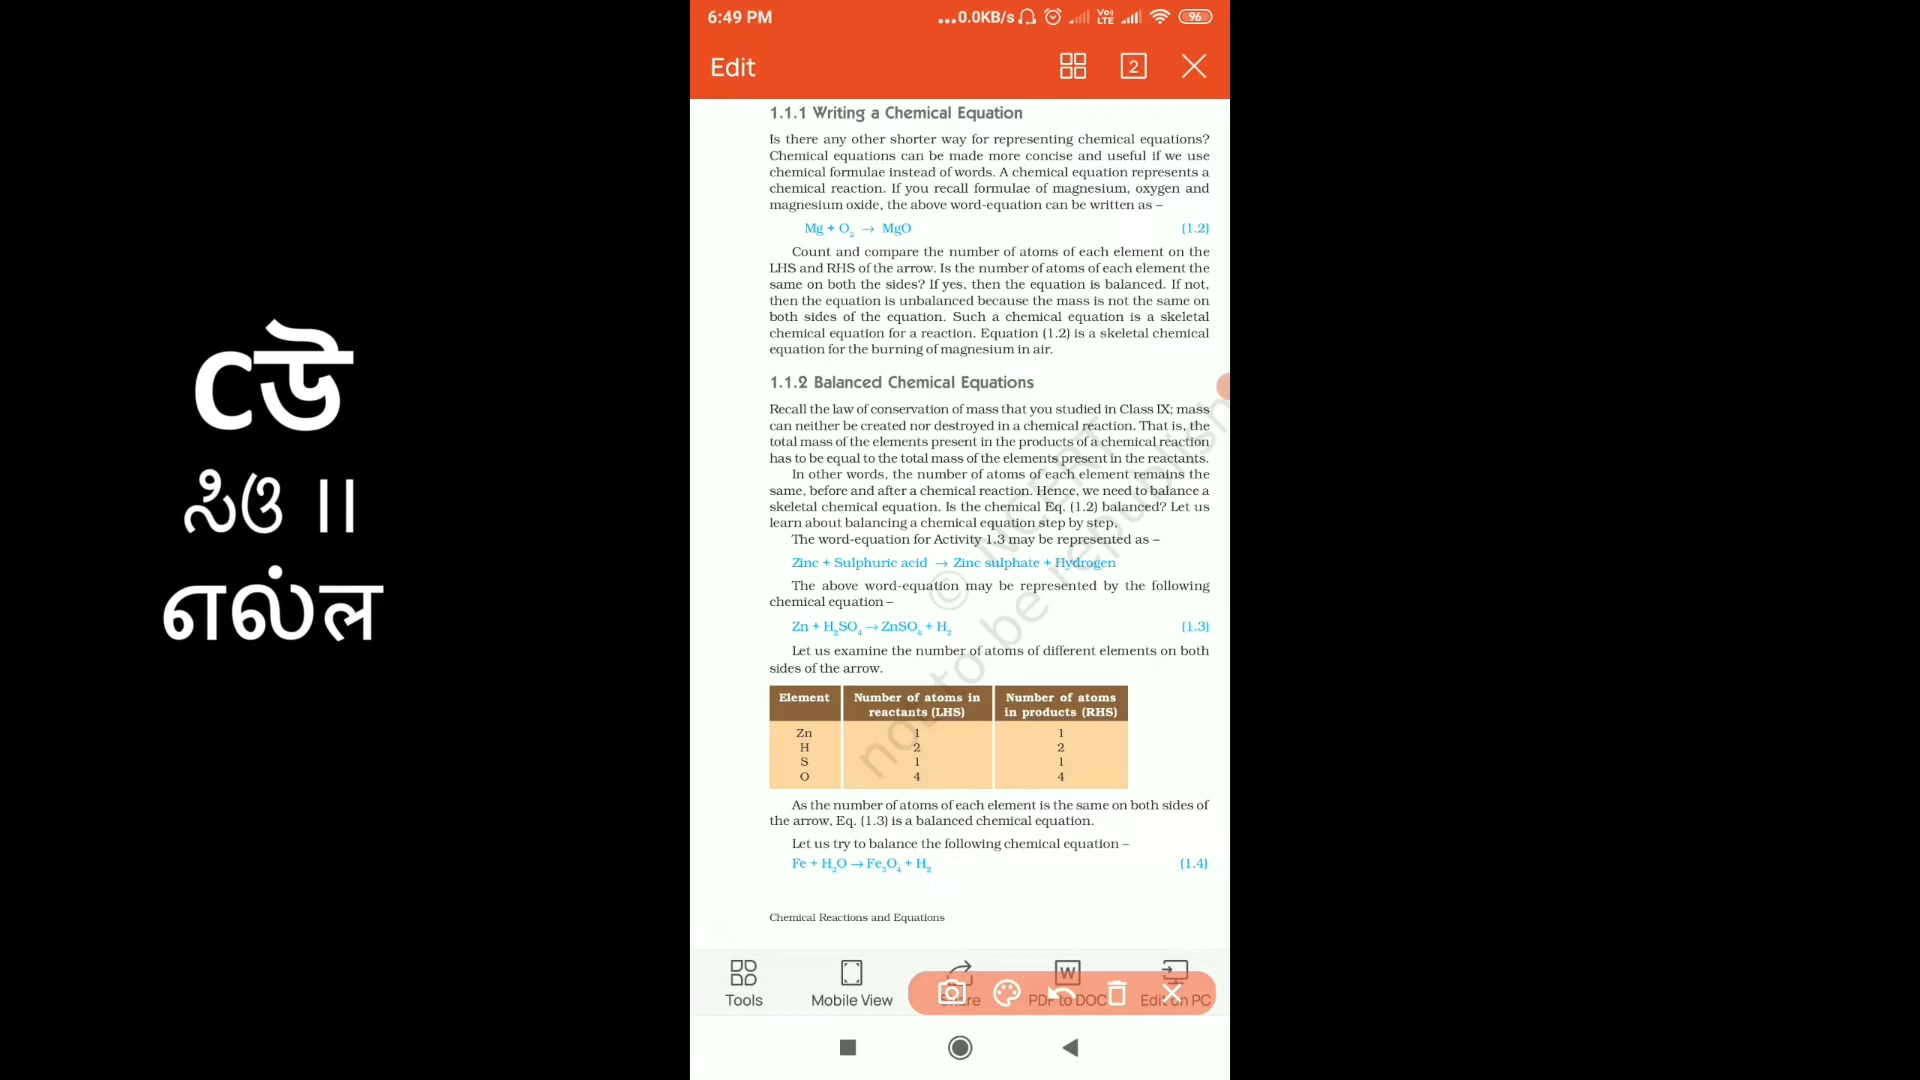 6:49 PM ...0.0KB/s Vo) LTE 96
Edit 2
1.1.1 Writing a Chemical Equation
Is there any other shorter way for representing chemical equations?
Chemical equations can be made more concise and useful if we use
chemical formulae instead of words. A chemical equation represents a
chemical reaction. If you recall formulae of magnesium, oxygen and
magnesium oxide, the above word-equation can be written as –
Mg + O₂ → MgO (1.2)
Count and compare the number of atoms of each element on the
LHS and RHS of the arrow. Is the number of atoms of each element the
same on both the sides? If yes, then the equation is balanced. If not,
then the equation is unbalanced because the mass is not the same on
both sides of the equation. Such a chemical equation is a skeletal
chemical equation for a reaction. Equation (1.2) is a skeletal chemical
equation for the burning of magnesium in air.
1.1.2 Balanced Chemical Equations
Recall the law of conservation of mass that you studied in Class IX; mass
can neither be created nor destroyed in a chemical reaction. That is, the
total mass of the elements present in the products of a chemical reaction
has to be equal to the total mass of the elements present in the reactants.
In other words, the number of atoms of each element remains the
same, before and after a chemical reaction. Hence, we need to balance a
skeletal chemical equation. Is the chemical Eq. (1.2) balanced? Let us
learn about balancing a chemical equation step by step.
The word-equation for Activity 1.3 may be represented as –
Zinc + Sulphuric acid → Zinc sulphate + Hydrogen
The above word-equation may be represented by the following
chemical equation –
Zn + H₂SO₄ → ZnSO₄ + H₂ (1.3)
Let us examine the number of atoms of different elements on both
sides of the arrow.
Element Number of atoms in reactants (LHS) Number of atoms in products (RHS)
Zn 1 1
H 2 2
S 1 1
O 4 4
As the number of atoms of each element is the same on both sides of
the arrow, Eq. (1.3) is a balanced chemical equation.
Let us try to balance the following chemical equation –
Fe + H₂O → Fe₃O₄ + H₂ (1.4)
Chemical Reactions and Equations
© NCERT
not to be republish
Tools Mobile View Share PDF to DOC Edit on PC